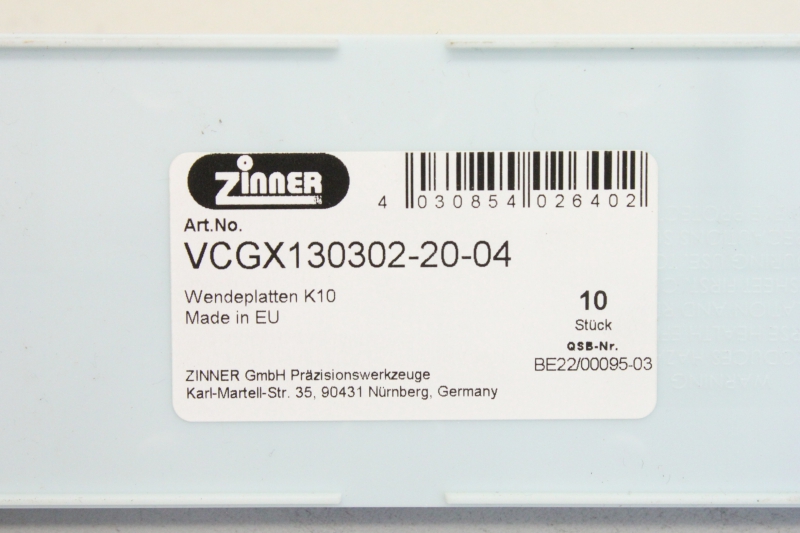 ZINNER
4 030854 026402
Art.No.
VCGX130302-20-04
Wendeplatten K10
Made in EU
10
Stück
QSB-Nr.
BE22/00095-03
ZINNER GmbH Präzisionswerkzeuge
Karl-Martell-Str. 35, 90431 Nürnberg, Germany